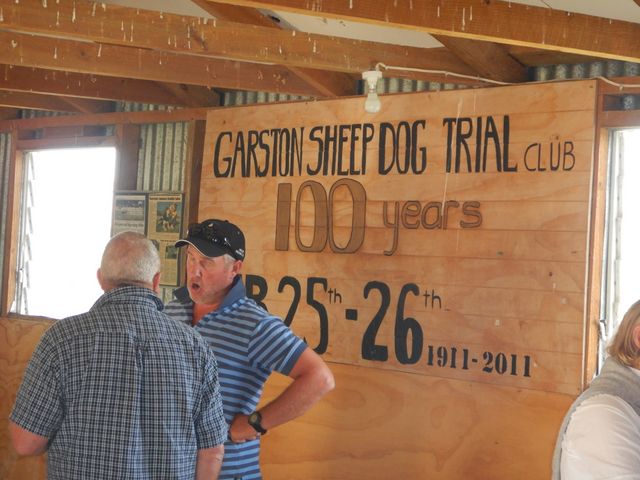 GARSTON SHEEP DOG TRIAL CLUB
100 years
B 25th - 26th
1911-2011